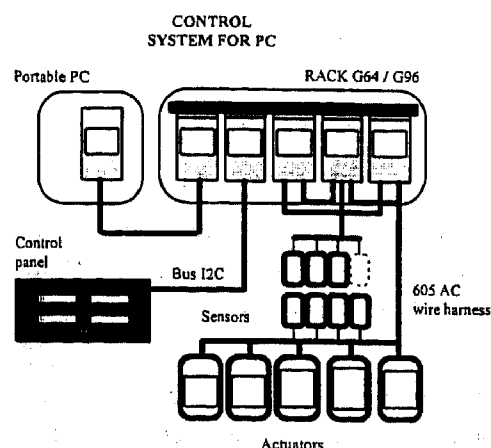 CONTROL
SYSTEM FOR PC
Portable PC
RACK G64 / G96
Control
panel
Bus I2C
605 AC
wire harness
Sensors
Actuators